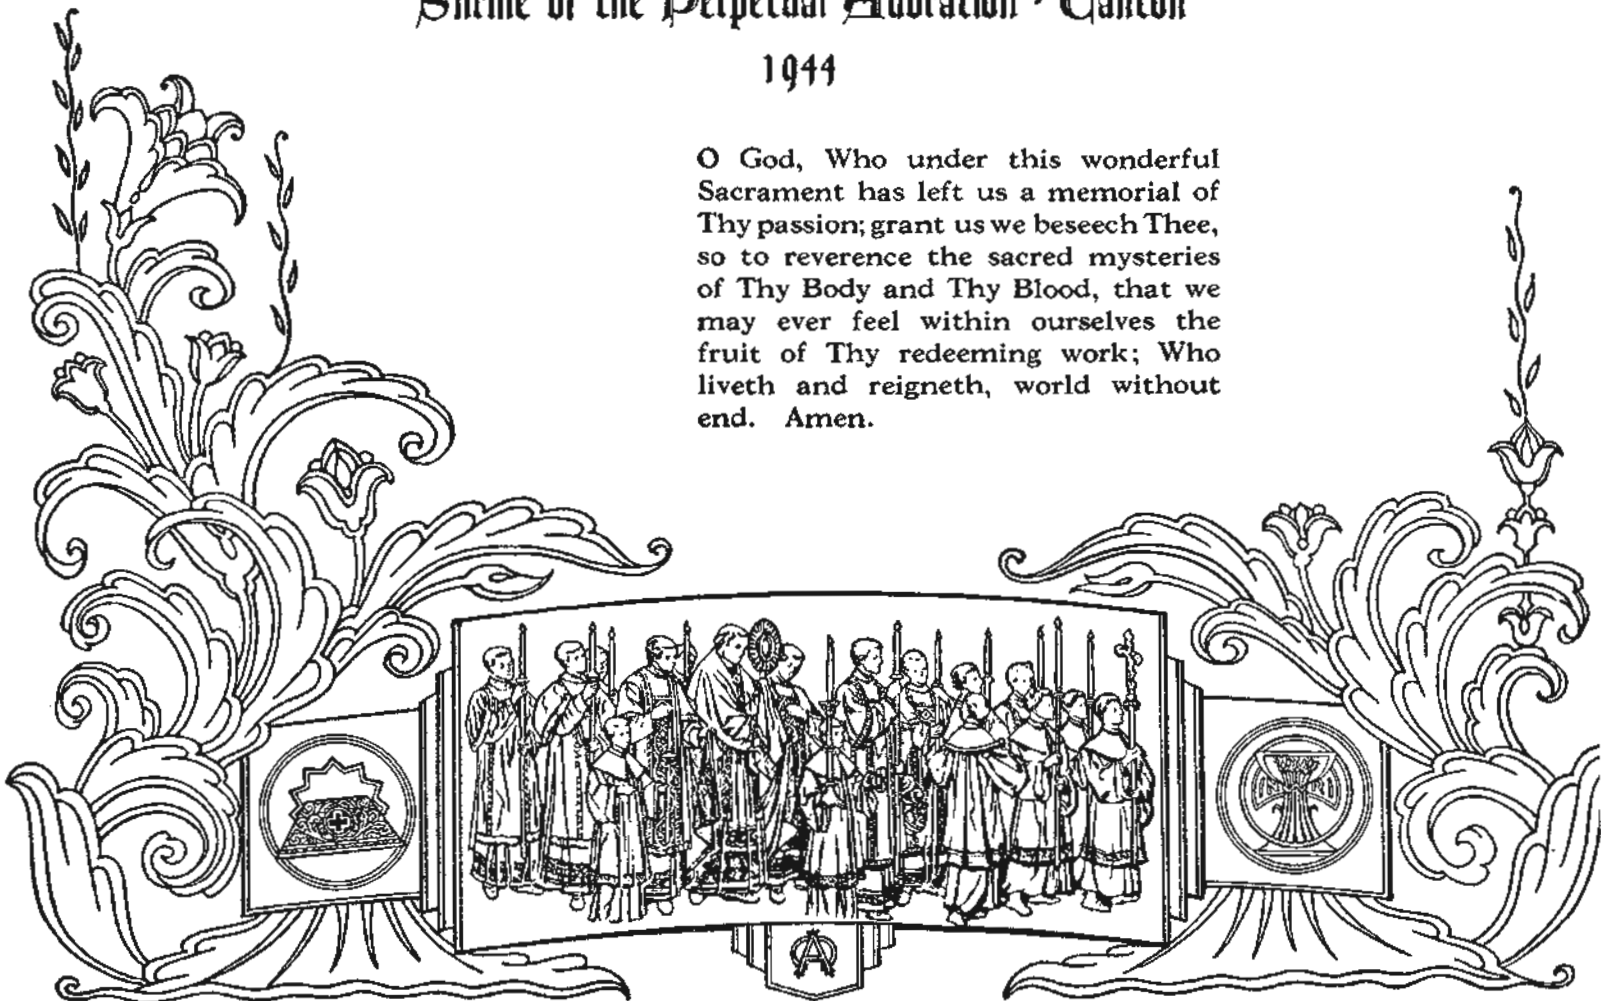 Shrine of the Perpetual Adoration · Canton
1944
O God, Who under this wonderful
Sacrament has left us a memorial of
Thy passion; grant us we beseech Thee,
so to reverence the sacred mysteries
of Thy Body and Thy Blood, that we
may ever feel within ourselves the
fruit of Thy redeeming work; Who
liveth and reigneth, world without
end. Amen.